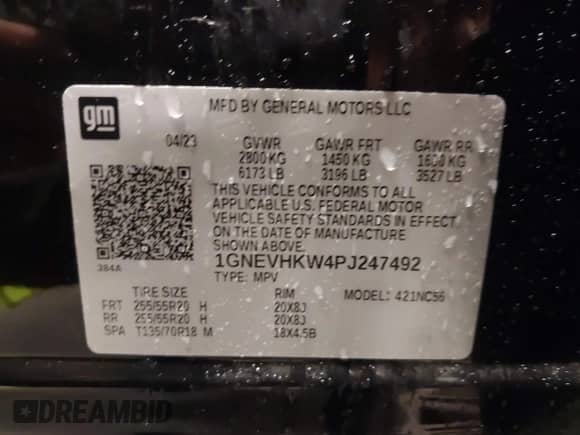 gm
MFD BY GENERAL MOTORS LLC
04/23 GVWR GAWR FRT GAWR RR
2800 KG 1450 KG 1600 KG
6173 LB 3196 LB 3527 LB
THIS VEHICLE CONFORMS TO ALL
APPLICABLE U.S. FEDERAL MOTOR
VEHICLE SAFETY STANDARDS IN EFFECT
ON THE DATE OF MANUFACTURE
SHOWN ABOVE.
384A
1GNEVHKW4PJ247492
TYPE: MPV
TIRE SIZE RIM MODEL: 421NC56
FRT 255/55R20 H 20X8J
RR 255/55R20 H 20X8J
SPA T135/70R18 M 18X4.5B
DREAMBID